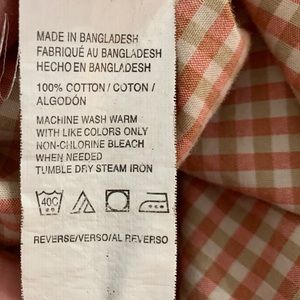 MADE IN BANGLADESH
FABRIQUÉ AU BANGLADESH
HECHO EN BANGLADESH
100% COTTON / COTON /
ALGODÓN
MACHINE WASH WARM
WITH LIKE COLORS ONLY
NON-CHLORINE BLEACH
WHEN NEEDED
TUMBLE DRY STEAM IRON
40C
REVERSE/VERSO/AL REVERSO